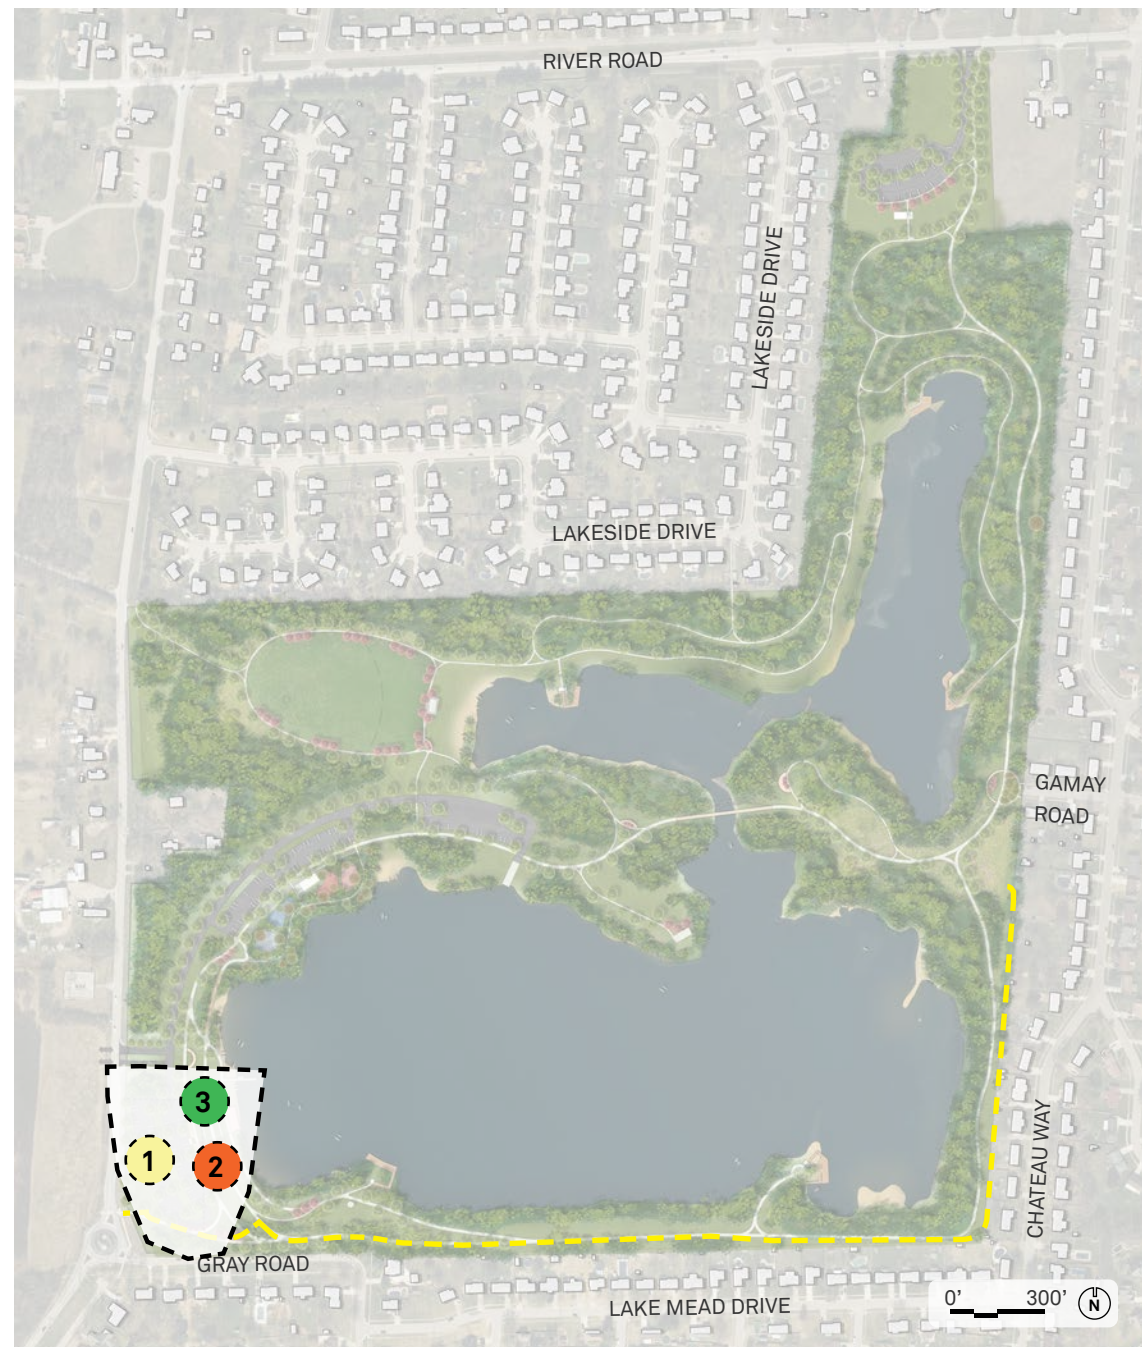 RIVER ROAD
LAKESIDE DRIVE
LAKESIDE DRIVE
GAMAY
ROAD
3
1
2
CHATEAU WAY
GRAY ROAD
LAKE MEAD DRIVE
0' 300'
N